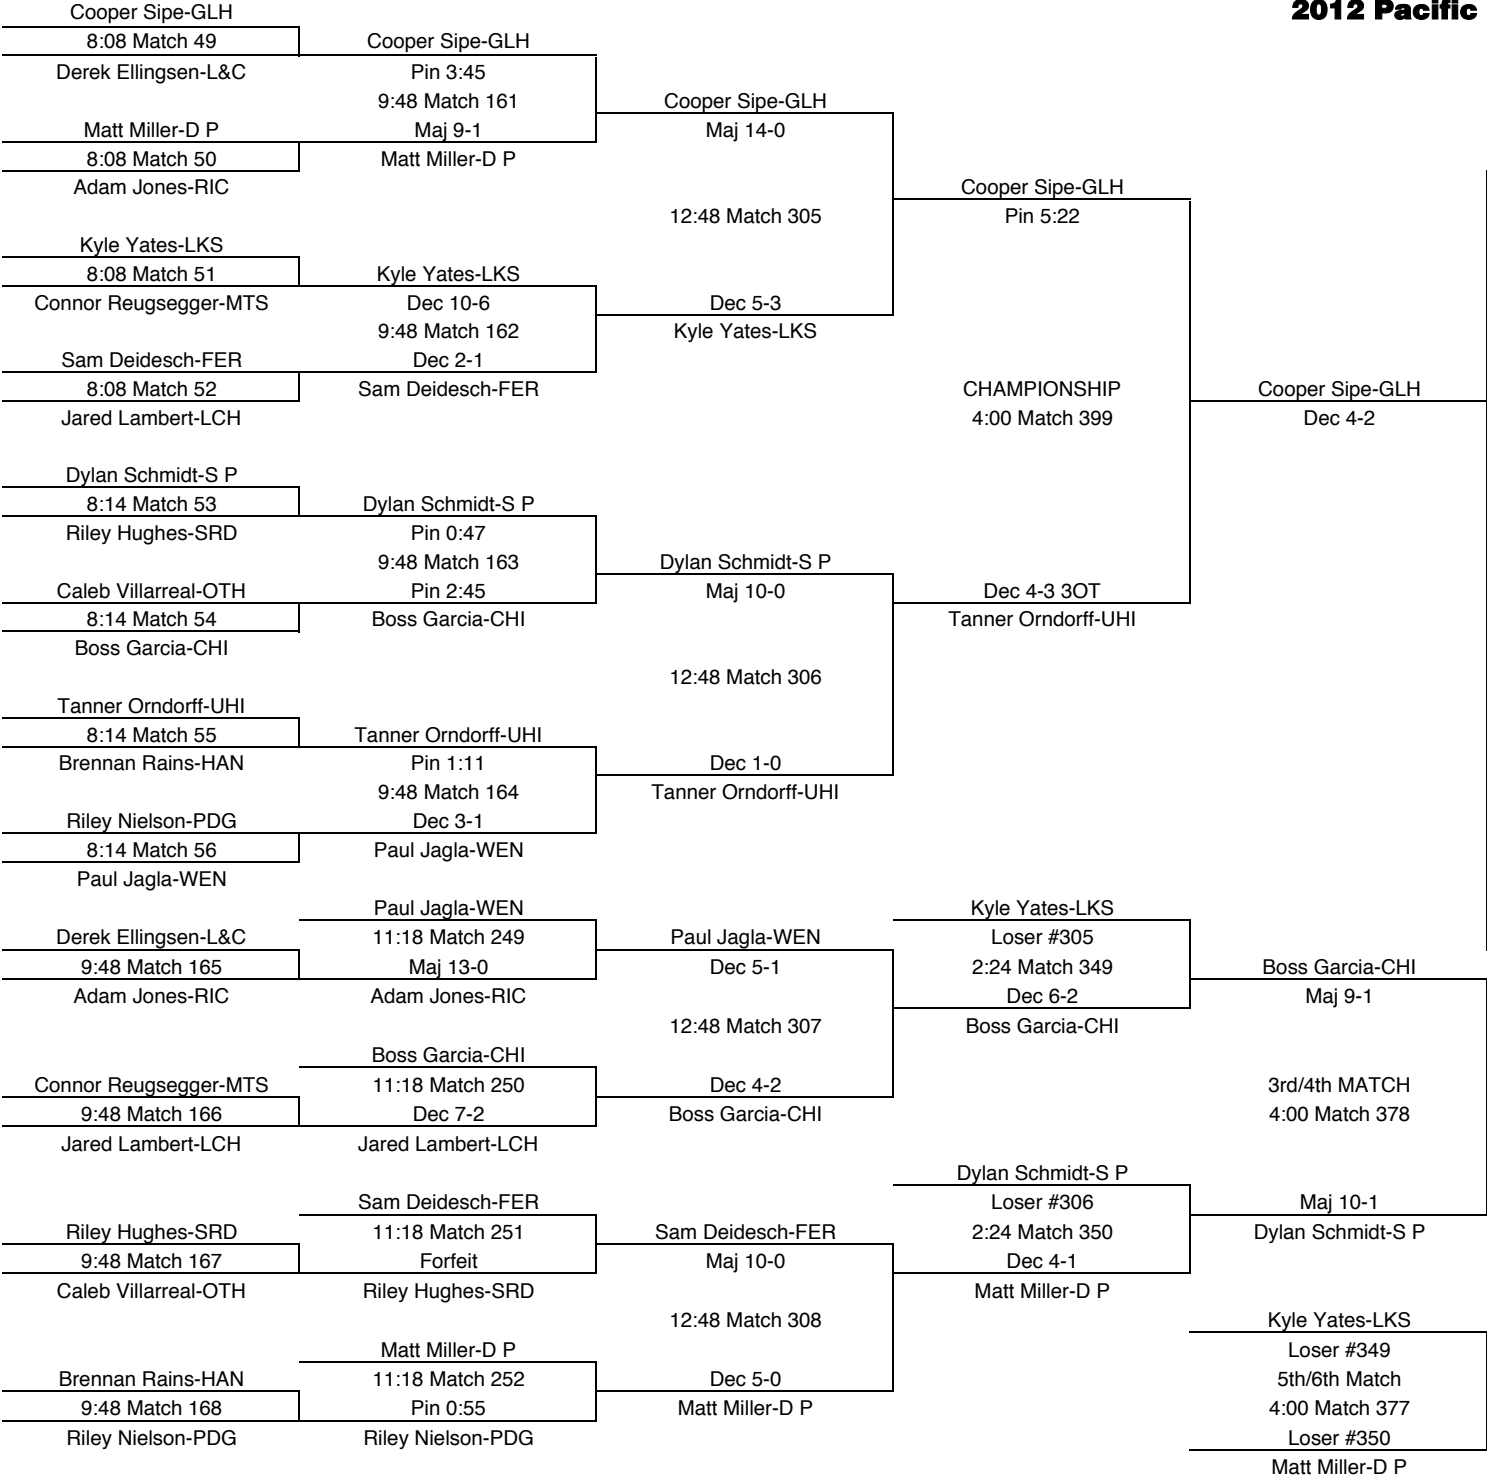 2012 Pacific
Cooper Sipe-GLH
8:08 Match 49
Derek Ellingsen-L&C
Matt Miller-D P
8:08 Match 50
Adam Jones-RIC
Kyle Yates-LKS
8:08 Match 51
Connor Reugsegger-MTS
Sam Deidesch-FER
8:08 Match 52
Jared Lambert-LCH
Dylan Schmidt-S P
8:14 Match 53
Riley Hughes-SRD
Caleb Villarreal-OTH
8:14 Match 54
Boss Garcia-CHI
Tanner Orndorff-UHI
8:14 Match 55
Brennan Rains-HAN
Riley Nielson-PDG
8:14 Match 56
Paul Jagla-WEN
Cooper Sipe-GLH
Pin 3:45
9:48 Match 161
Maj 9-1
Matt Miller-D P
Kyle Yates-LKS
Dec 10-6
9:48 Match 162
Dec 2-1
Sam Deidesch-FER
Dylan Schmidt-S P
Pin 0:47
9:48 Match 163
Pin 2:45
Boss Garcia-CHI
Tanner Orndorff-UHI
Pin 1:11
9:48 Match 164
Dec 3-1
Paul Jagla-WEN
Cooper Sipe-GLH
Maj 14-0
12:48 Match 305
Dec 5-3
Kyle Yates-LKS
Dylan Schmidt-S P
Maj 10-0
12:48 Match 306
Dec 1-0
Tanner Orndorff-UHI
Cooper Sipe-GLH
Pin 5:22
CHAMPIONSHIP
4:00 Match 399
Dec 4-3 3OT
Tanner Orndorff-UHI
Cooper Sipe-GLH
Dec 4-2
Derek Ellingsen-L&C
9:48 Match 165
Adam Jones-RIC
Connor Reugsegger-MTS
9:48 Match 166
Jared Lambert-LCH
Riley Hughes-SRD
9:48 Match 167
Caleb Villarreal-OTH
Brennan Rains-HAN
9:48 Match 168
Riley Nielson-PDG
Paul Jagla-WEN
11:18 Match 249
Maj 13-0
Adam Jones-RIC
Boss Garcia-CHI
11:18 Match 250
Dec 7-2
Jared Lambert-LCH
Sam Deidesch-FER
11:18 Match 251
Forfeit
Riley Hughes-SRD
Matt Miller-D P
11:18 Match 252
Pin 0:55
Riley Nielson-PDG
Paul Jagla-WEN
Dec 5-1
12:48 Match 307
Dec 4-2
Boss Garcia-CHI
Sam Deidesch-FER
Maj 10-0
12:48 Match 308
Dec 5-0
Matt Miller-D P
Kyle Yates-LKS
Loser #305
2:24 Match 349
Dec 6-2
Boss Garcia-CHI
Dylan Schmidt-S P
Loser #306
2:24 Match 350
Dec 4-1
Matt Miller-D P
Boss Garcia-CHI
Maj 9-1
3rd/4th MATCH
4:00 Match 378
Maj 10-1
Dylan Schmidt-S P
Kyle Yates-LKS
Loser #349
5th/6th Match
4:00 Match 377
Loser #350
Matt Miller-D P